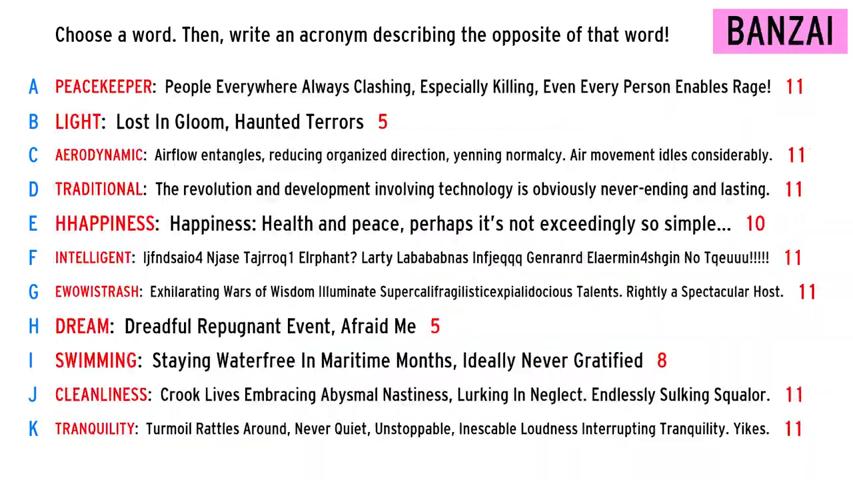 Choose a word. Then, write an acronym describing the opposite of that word! BANZAI
A PEACEKEEPER: People Everywhere Always Clashing, Especially Killing, Even Every Person Enables Rage! 11
B LIGHT: Lost In Gloom, Haunted Terrors 5
C AERODYNAMIC: Airflow entangles, reducing organized direction, yenning normalcy. Air movement idles considerably. 11
D TRADITIONAL: The revolution and development involving technology is obviously never-ending and lasting. 11
E HHAPPINESS: Happiness: Health and peace, perhaps it's not exceedingly so simple... 10
F INTELLIGENT: Ijfndsaio4 Njase Tajrroq1 Elrphant? Larty Labababnas Infjeqqq Genranrd Elaermin4shgin No Tqeuuu!!!!! 11
G EWOWISTRASH: Exhilarating Wars of Wisdom Illuminate Supercalifragilisticexpialidocious Talents. Rightly a Spectacular Host. 11
H DREAM: Dreadful Repugnant Event, Afraid Me 5
I SWIMMING: Staying Waterfree In Maritime Months, Ideally Never Gratified 8
J CLEANLINESS: Crook Lives Embracing Abysmal Nastiness, Lurking In Neglect. Endlessly Sulking Squalor. 11
K TRANQUILITY: Turmoil Rattles Around, Never Quiet, Unstoppable, Inescable Loudness Interrupting Tranquility. Yikes. 11